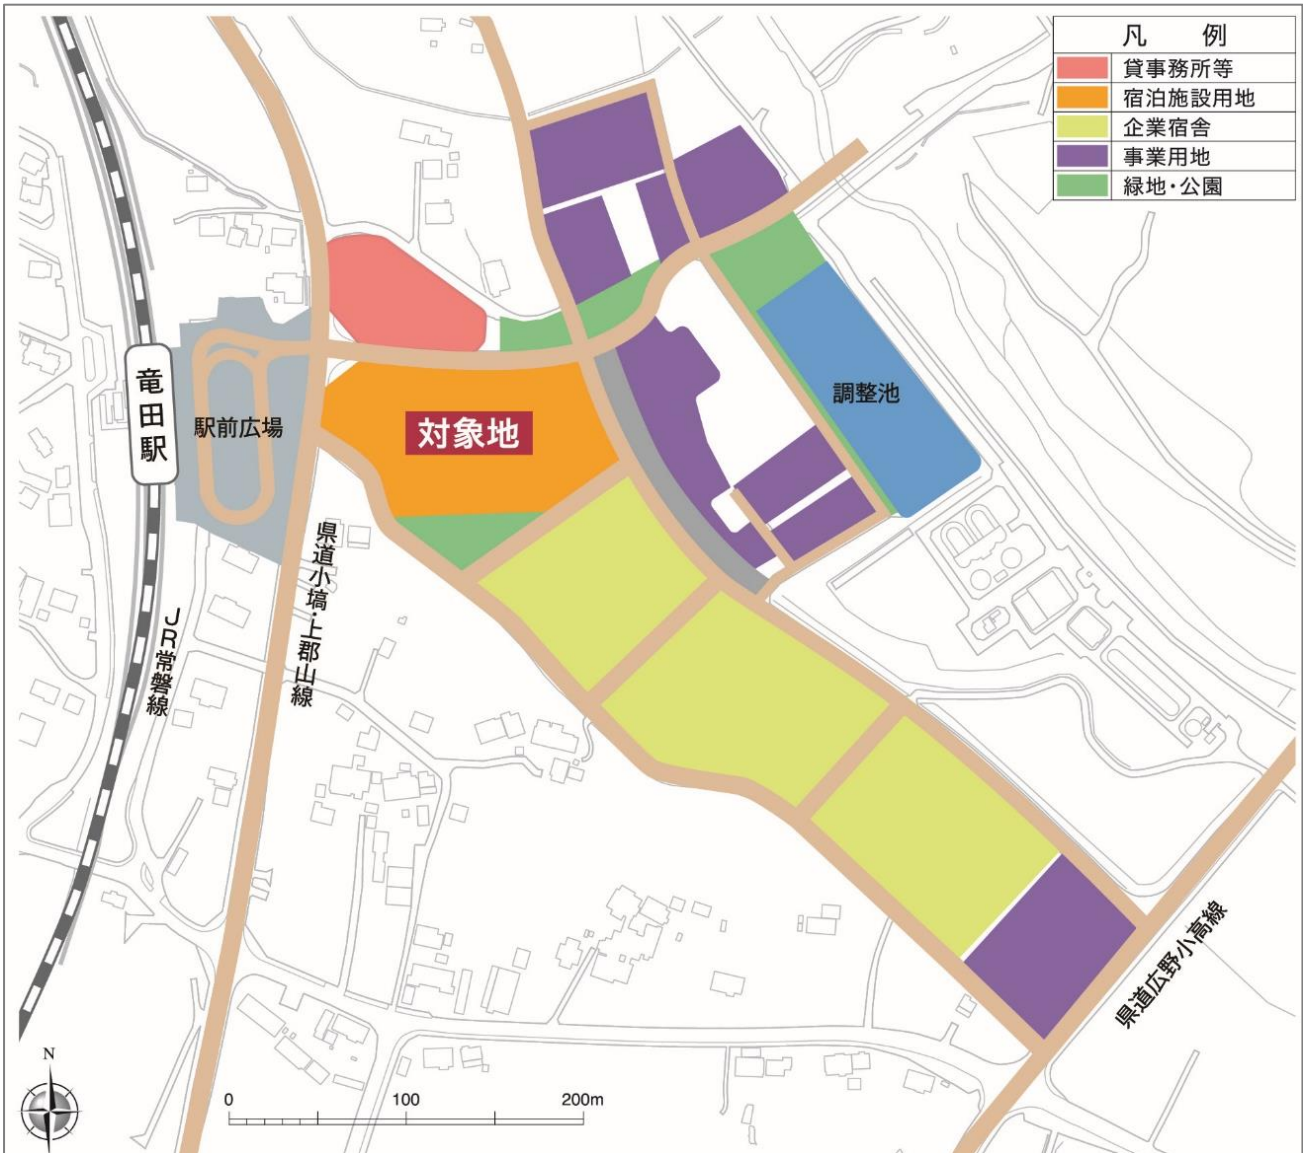 凡 例
貸事務所等
宿泊施設用地
企業宿舎
事業用地
緑地・公園
竜田駅
駅前広場
対象地
調整池
県道小塙・上郡山線
JR常磐線
県道広野小高線
N
0 100 200m